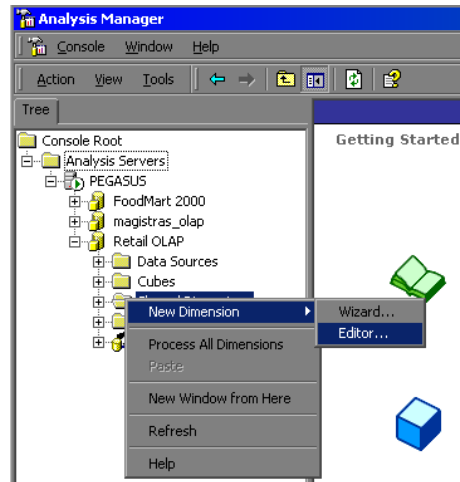 Analysis Manager
Console Window Help
Action View Tools
Tree
Console Root
Getting Started
Analysis Servers
PEGASUS
FoodMart 2000
magistras_olap
Retail OLAP
Data Sources
Cubes
New Dimension
Wizard...
Editor...
Process All Dimensions
Paste
New Window from Here
Refresh
Help